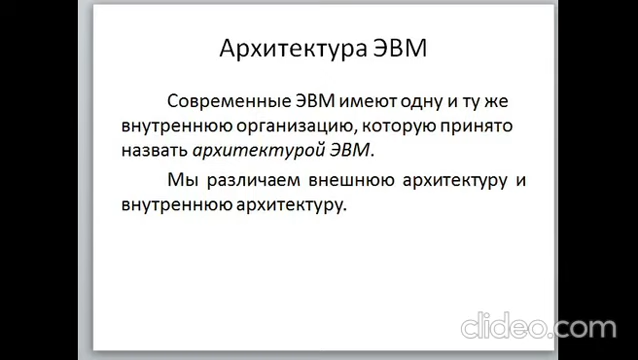 Архитектура ЭВМ
Современные ЭВМ имеют одну и ту же
внутреннюю организацию, которую принято
назвать архитектурой ЭВМ.
Мы различаем внешнюю архитектуру и
внутреннюю архитектуру.
clideo.com